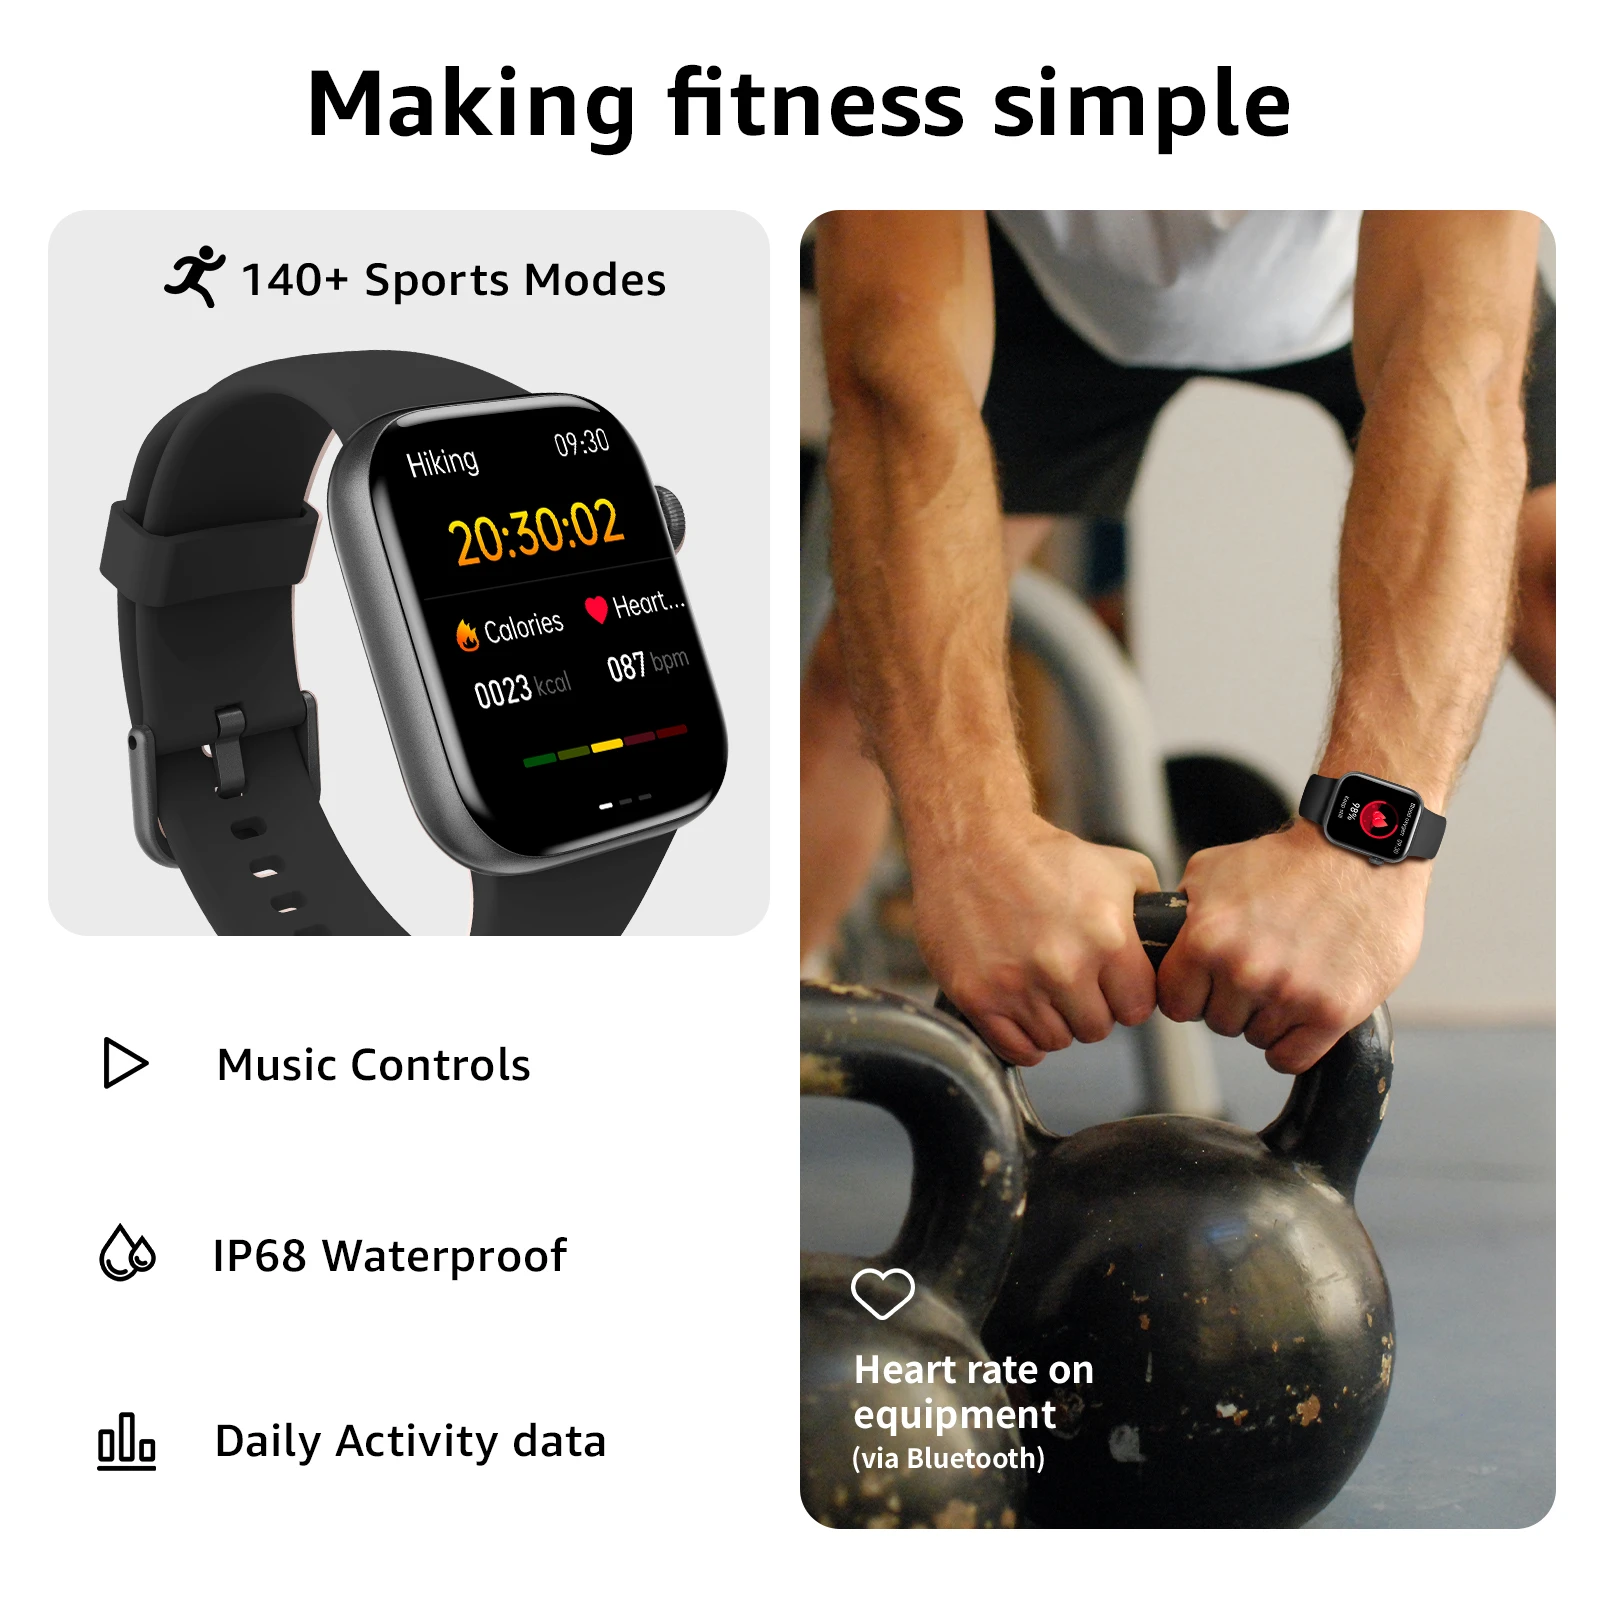 Making fitness simple
140+ Sports Modes
Hiking
09:30
20:30:02
Calories
Heart...
0023 kcal
087 bpm
Music Controls
IP68 Waterproof
Daily Activity data
98%
Heart rate on
equipment
(via Bluetooth)